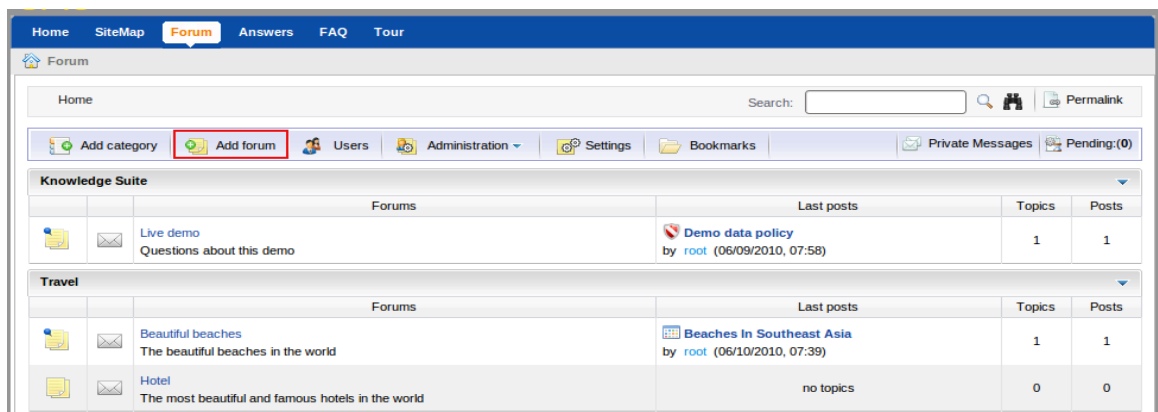 Home SiteMap Forum Answers FAQ Tour
Forum
Home Search: Permalink
Add category Add forum Users Administration Settings Bookmarks Private Messages Pending:(0)
Knowledge Suite
Forums Last posts Topics Posts
Live demo Demo data policy 1 1
Questions about this demo by root (06/09/2010, 07:58)
Travel
Forums Last posts Topics Posts
Beautiful beaches Beaches In Southeast Asia 1 1
The beautiful beaches in the world by root (06/10/2010, 07:39)
Hotel no topics 0 0
The most beautiful and famous hotels in the world